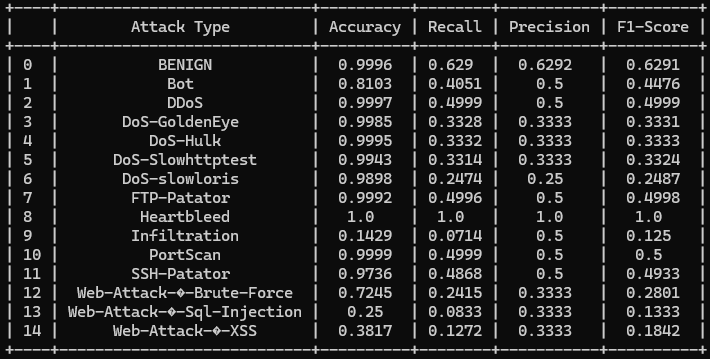 Attack Type | Accuracy | Recall | Precision | F1-Score
0 | BENIGN | 0.9996 | 0.629 | 0.6292 | 0.6291
1 | Bot | 0.8103 | 0.4051 | 0.5 | 0.4476
2 | DDoS | 0.9997 | 0.4999 | 0.5 | 0.4999
3 | DoS-GoldenEye | 0.9985 | 0.3328 | 0.3333 | 0.3331
4 | DoS-Hulk | 0.9995 | 0.3332 | 0.3333 | 0.3333
5 | DoS-Slowhttptest | 0.9943 | 0.3314 | 0.3333 | 0.3324
6 | DoS-slowloris | 0.9898 | 0.2474 | 0.25 | 0.2487
7 | FTP-Patator | 0.9992 | 0.4996 | 0.5 | 0.4998
8 | Heartbleed | 1.0 | 1.0 | 1.0 | 1.0
9 | Infiltration | 0.1429 | 0.0714 | 0.5 | 0.125
10 | PortScan | 0.9999 | 0.4999 | 0.5 | 0.5
11 | SSH-Patator | 0.9736 | 0.4868 | 0.5 | 0.4933
12 | Web-Attack-�-Brute-Force | 0.7245 | 0.2415 | 0.3333 | 0.2801
13 | Web-Attack-�-Sql-Injection | 0.25 | 0.0833 | 0.3333 | 0.1333
14 | Web-Attack-�-XSS | 0.3817 | 0.1272 | 0.3333 | 0.1842